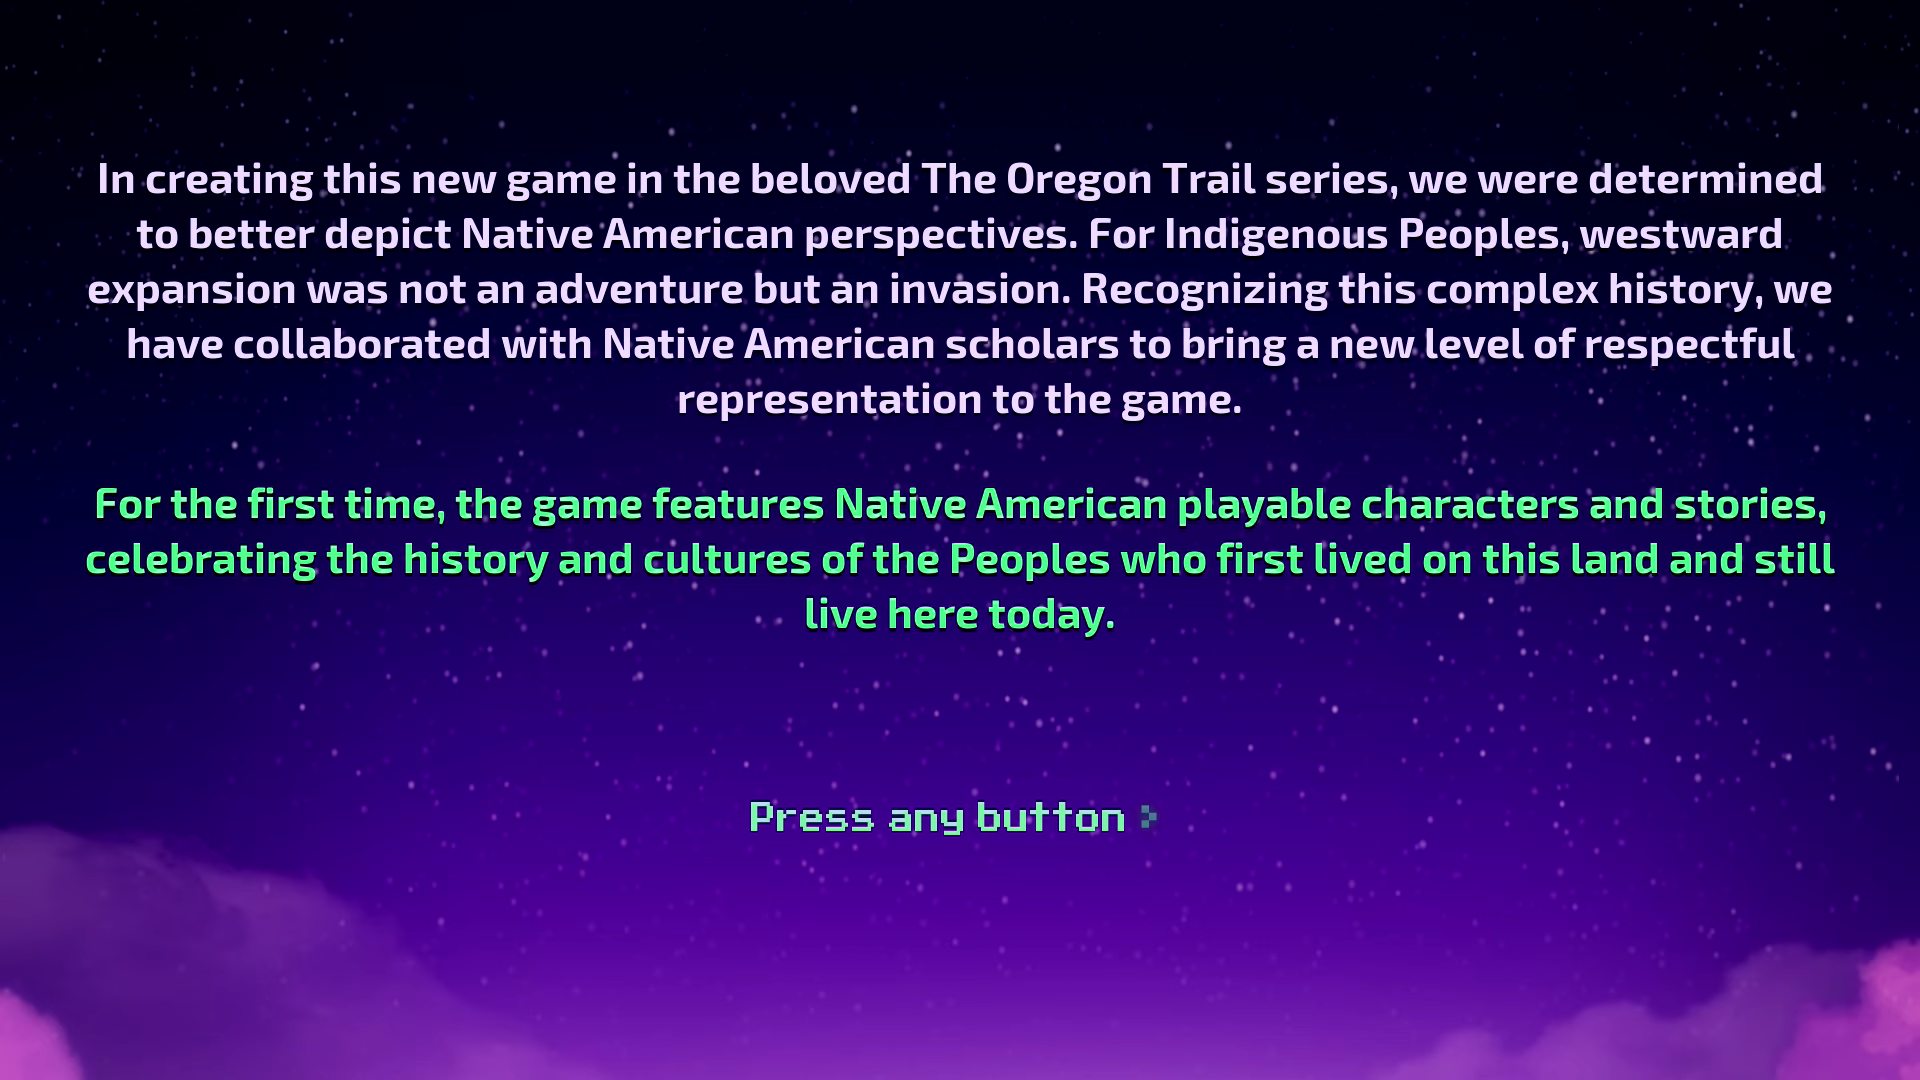 In creating this new game in the beloved The Oregon Trail series, we were determined
to better depict Native American perspectives. For Indigenous Peoples, westward
expansion was not an adventure but an invasion. Recognizing this complex history, we
have collaborated with Native American scholars to bring a new level of respectful
representation to the game.
For the first time, the game features Native American playable characters and stories,
celebrating the history and cultures of the Peoples who first lived on this land and still
live here today.
Press any button >